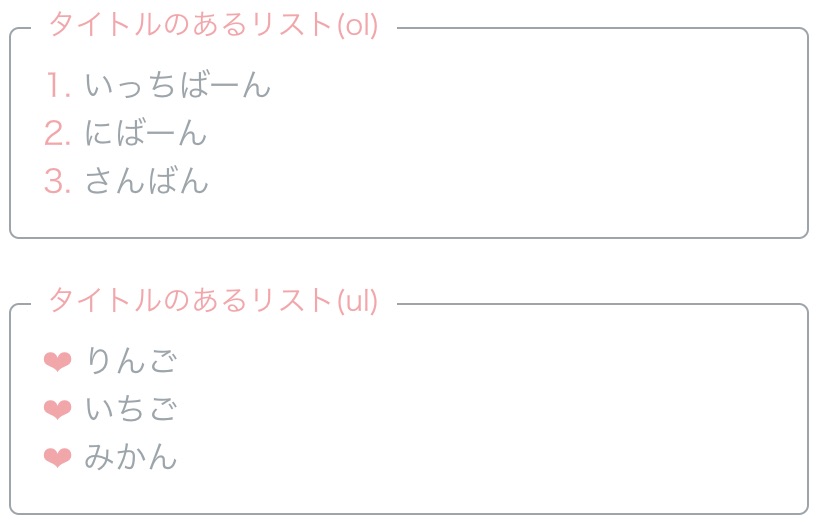 タイトルのあるリスト(ol)
1. いっちばーん
2. にばーん
3. さんばん
タイトルのあるリスト(ul)
❤ りんご
❤ いちご
❤ みかん